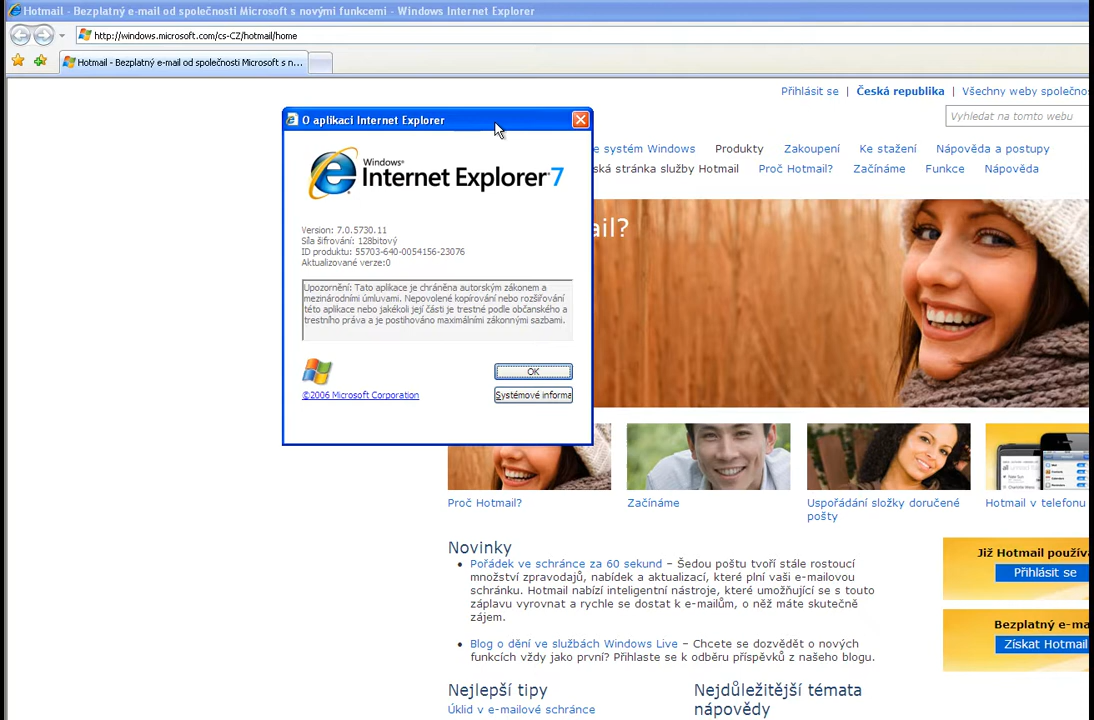 Hotmail - Bezplatný e-mail od společnosti Microsoft s novými funkcemi - Windows Internet Explorer
http://windows.microsoft.com/cs-CZ/hotmail/home
Hotmail - Bezplatný e-mail od společnosti Microsoft s n...
Přihlásit se | Česká republika | Všechny weby společnos
Vyhledat na tomto webu
e systém Windows Produkty Zakoupení Ke stažení Nápověda a postupy
ská stránka služby Hotmail Proč Hotmail? Začínáme Funkce Nápověda
ail?
O aplikaci Internet Explorer
Windows®
Internet Explorer 7
Version: 7.0.5730.11
Síla šifrování: 128bitový
ID produktu: 55703-640-0054156-23076
Aktualizované verze:0
Upozornění: Tato aplikace je chráněna autorským zákonem a
mezinárodními úmluvami. Nepovolené kopírování nebo rozšiřování
této aplikace nebo jakékoli její části je trestné podle občanského a
trestního práva a je postihováno maximálními zákonnými sazbami.
OK
©2006 Microsoft Corporation
Systémové informa
Proč Hotmail?
Začínáme
Uspořádání složky doručené
pošty
Hotmail v telefonu
Novinky
Pořádek ve schránce za 60 sekund – Šedou poštu tvoří stále rostoucí
množství zpravodajů, nabídek a aktualizací, které plní vaši e-mailovou
schránku. Hotmail nabízí inteligentní nástroje, které umožňující se s touto
záplavu vyrovnat a rychle se dostat k e-mailům, o něž máte skutečně
zájem.
Blog o dění ve službách Windows Live – Chcete se dozvědět o nových
funkcích vždy jako první? Přihlaste se k odběru příspěvků z našeho blogu.
Již Hotmail použív
Přihlásit se
Bezplatný e-ma
Získat Hotmail
Nejlepší tipy
Úklid v e-mailové schránce
Nejdůležitější témata
nápovědy